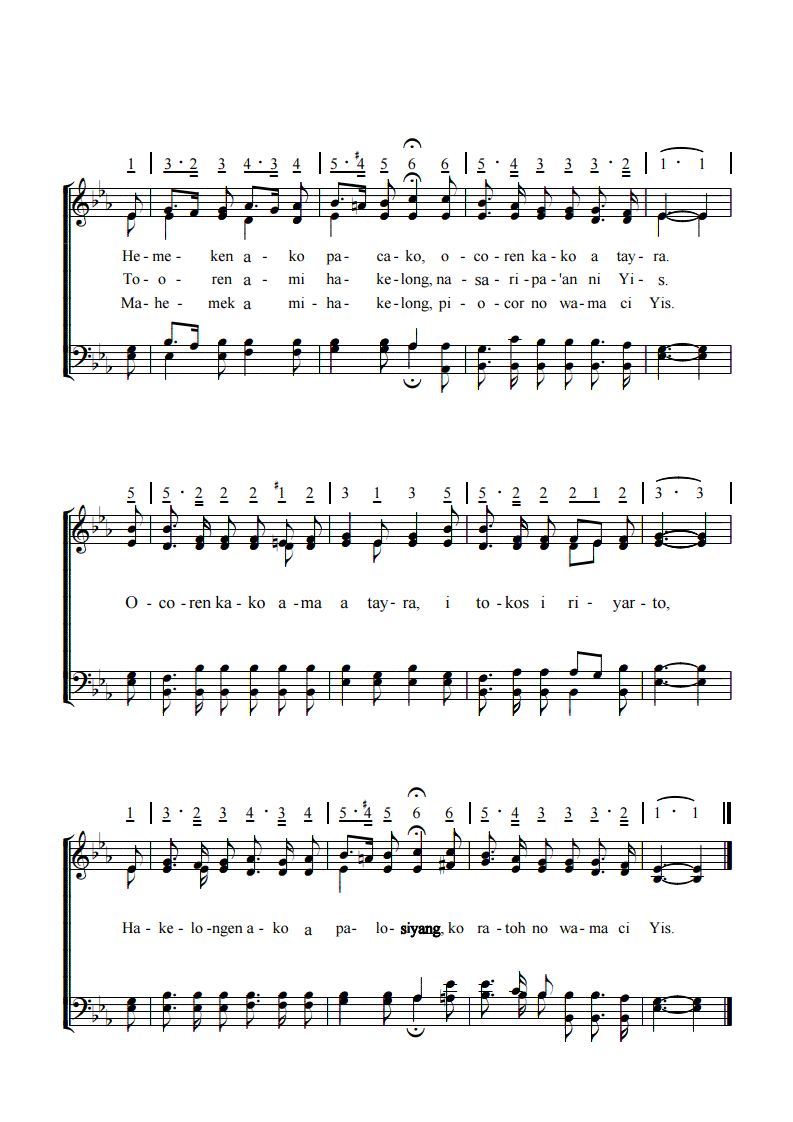 1 3 · 2 3 4 · 3 4 5 · ♯4 5 6 6 5 · 4 3 3 3 · 2 1 · 1
He- me- ken a - ko pa- ca- ko, o - co- ren ka- ko a tay- ra.
To- o- ren a - mi ha- ke- long, na- sa- ri- pa- 'an ni Yi- s.
Ma- he- mek a mi- ha- ke- long, pi- o- cor no wa- ma ci Yis.
5 5 · 2 2 2 ♯1 2 3 1 3 5 5 · 2 2 2 1 2 3 · 3
O - co- ren ka- ko a - ma a tay- ra, i to- kos i ri- yar- to,
1 3 · 2 3 4 · 3 4 5 · ♯4 5 6 6 5 · 4 3 3 3 · 2 1 · 1
Ha- ke- lo- ngen a- ko a pa- lo- siyang, ko ra- toh no wa- ma ci Yis.